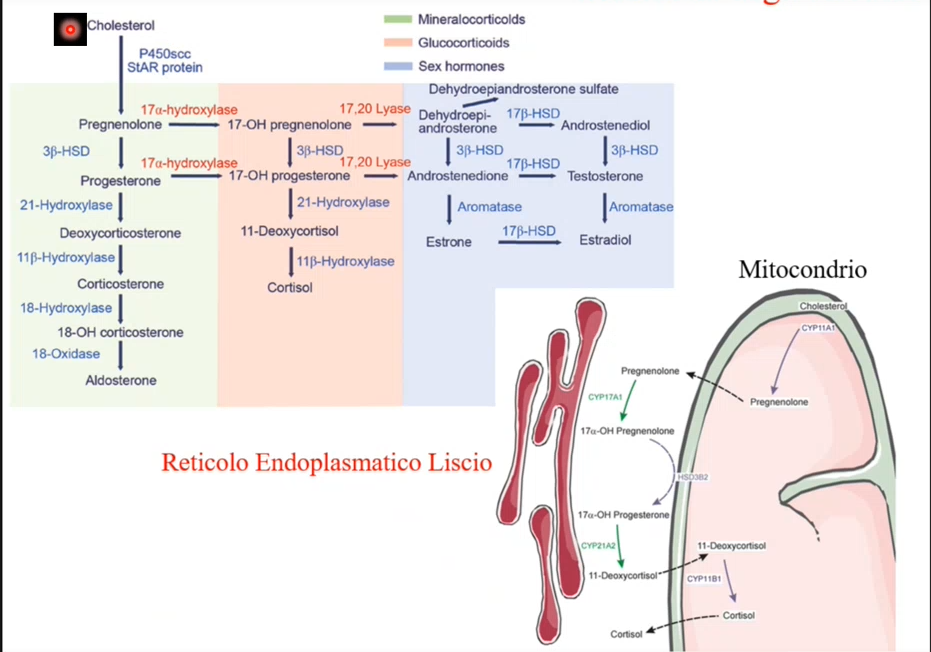 Cholesterol
P450scc
StAR protein
Mineralocorticoids
Glucocorticoids
Sex hormones
Dehydroepiandrosterone sulfate
Pregnenolone
17α-hydroxylase
17-OH pregnenolone
17,20 Lyase
Dehydroepi-
androsterone
17β-HSD
Androstenediol
3β-HSD
3β-HSD
3β-HSD
3β-HSD
Progesterone
17α-hydroxylase
17-OH progesterone
17,20 Lyase
Androstenedione
17β-HSD
Testosterone
21-Hydroxylase
21-Hydroxylase
Aromatase
Aromatase
Deoxycorticosterone
11-Deoxycortisol
Estrone
17β-HSD
Estradiol
11β-Hydroxylase
11β-Hydroxylase
Corticosterone
Cortisol
18-Hydroxylase
18-OH corticosterone
18-Oxidase
Aldosterone
Mitocondrio
Reticolo Endoplasmatico Liscio
Cholesterol
CYP11A1
Pregnenolone
Pregnenolone
CYP17A1
17α-OH Pregnenolone
HSD3B2
17α-OH Progesterone
CYP21A2
11-Deoxycortisol
11-Deoxycortisol
CYP11B1
Cortisol
Cortisol